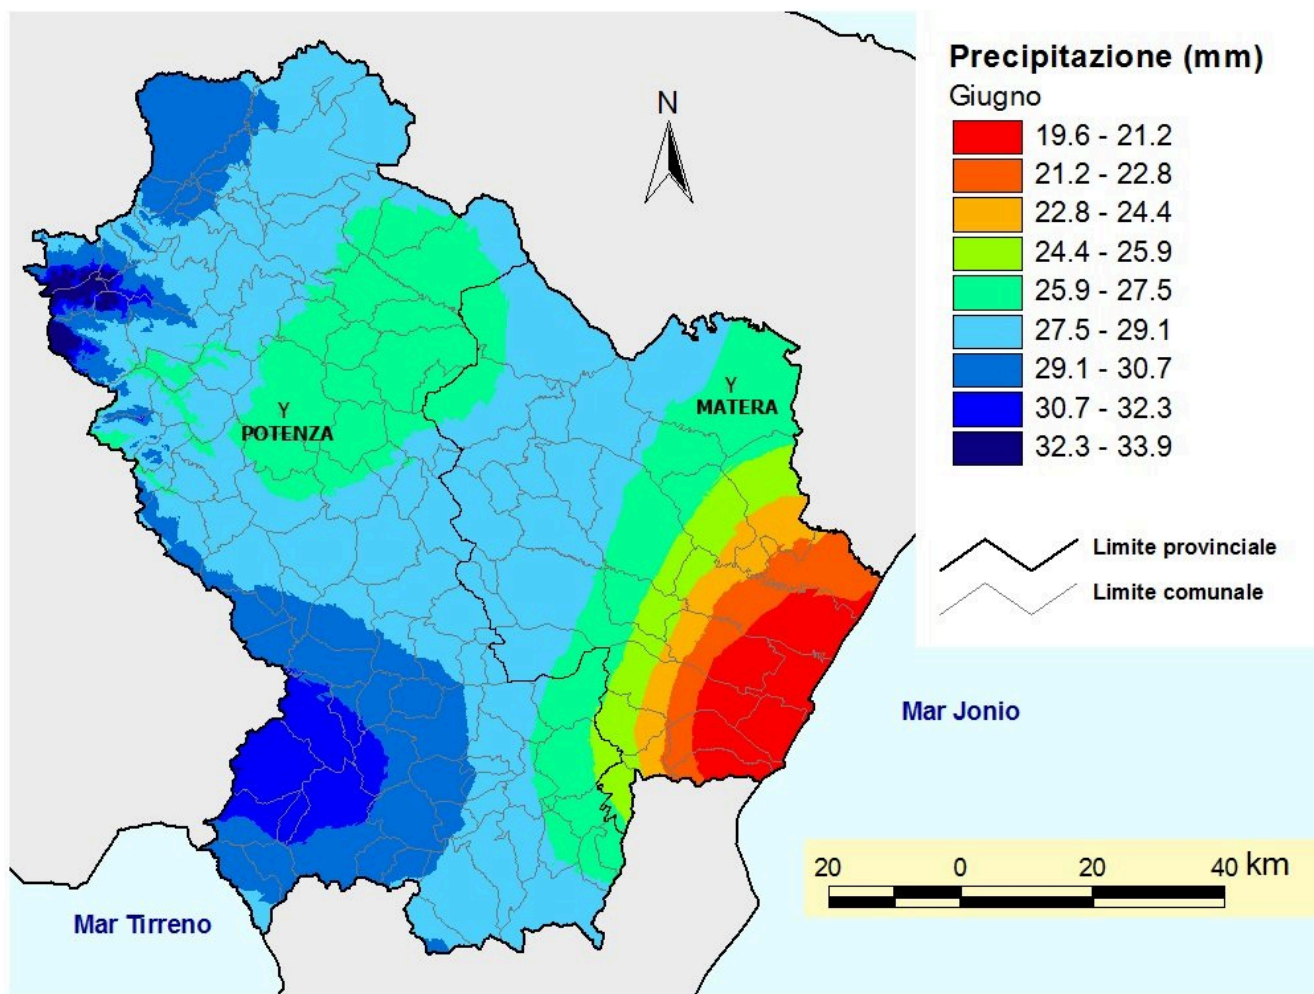 Precipitazione (mm)
Giugno
19.6 - 21.2
21.2 - 22.8
22.8 - 24.4
24.4 - 25.9
25.9 - 27.5
27.5 - 29.1
29.1 - 30.7
30.7 - 32.3
32.3 - 33.9
Limite provinciale
Limite comunale
N
Y
MATERA
Y
POTENZA
Mar Jonio
Mar Tirreno
20 0 20 40 km